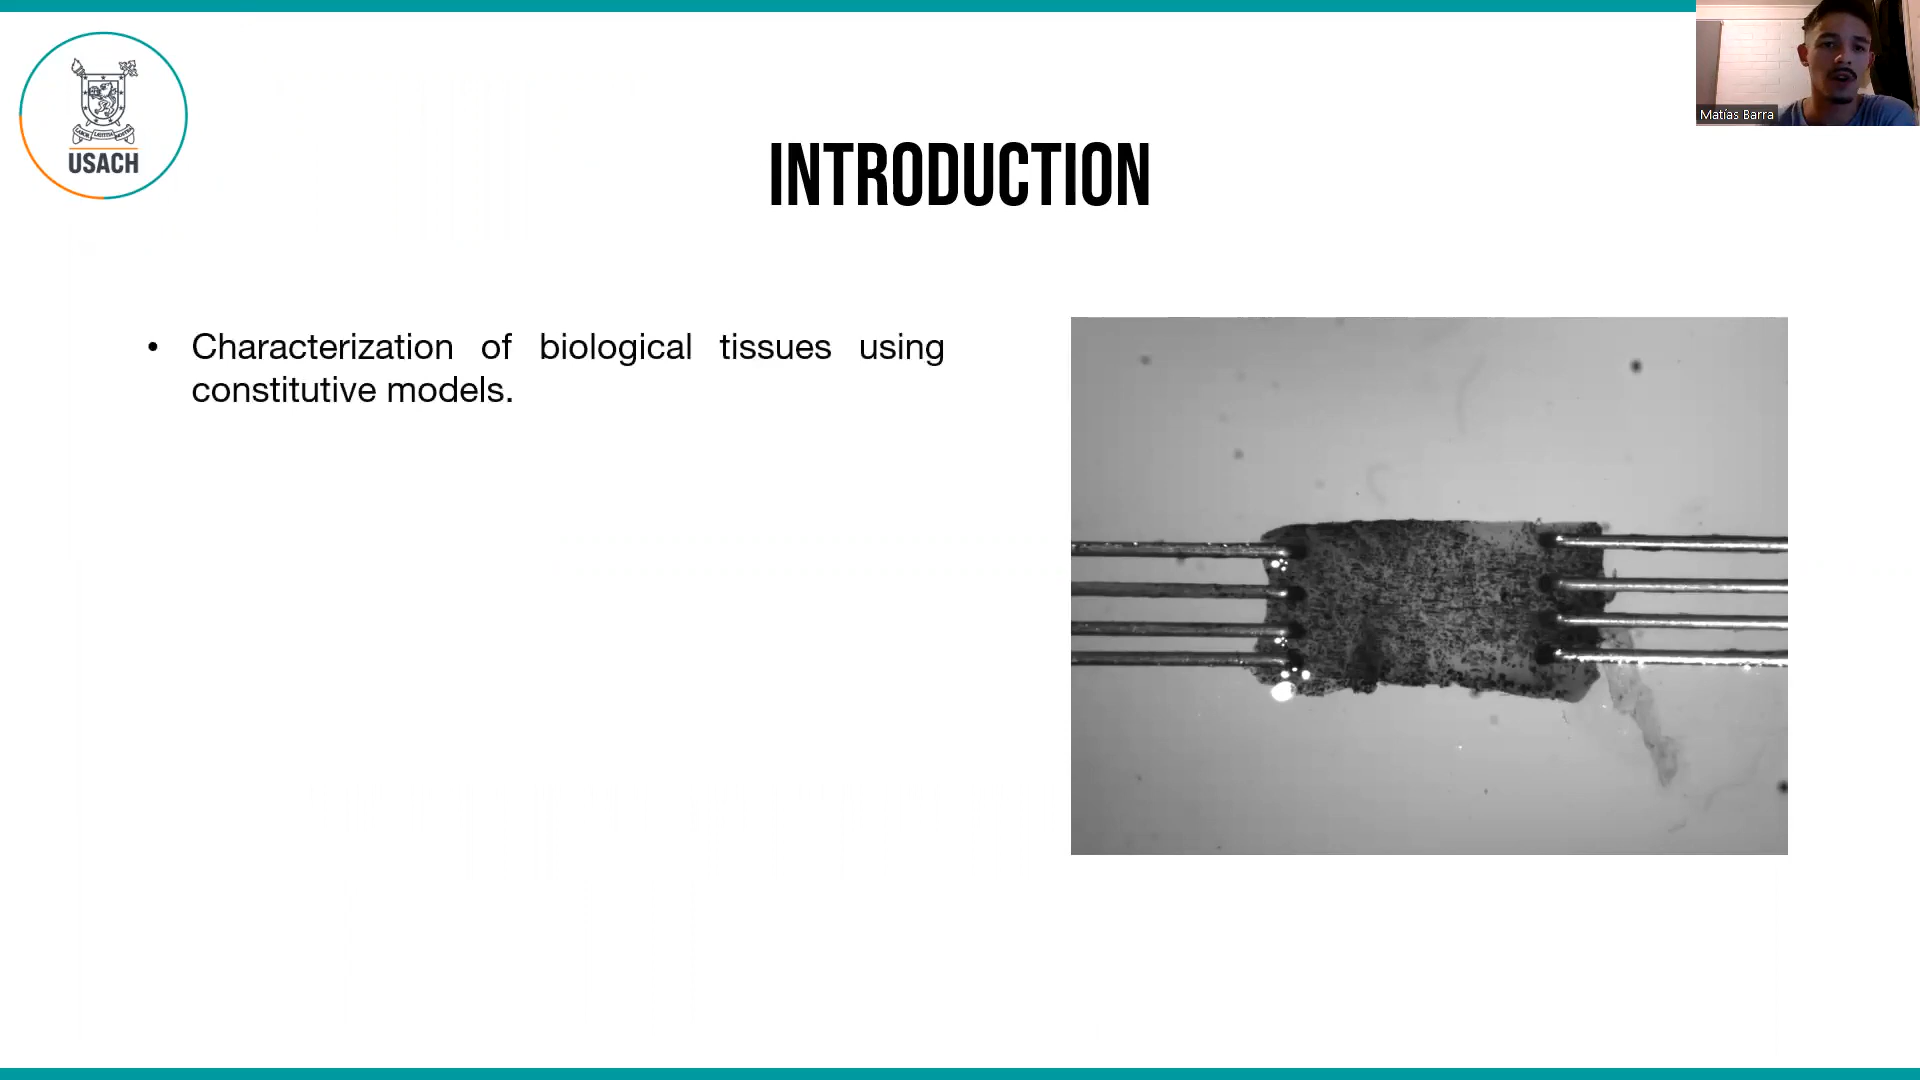 USACH
Matías Barra
INTRODUCTION
• Characterization of biological tissues using
constitutive models.